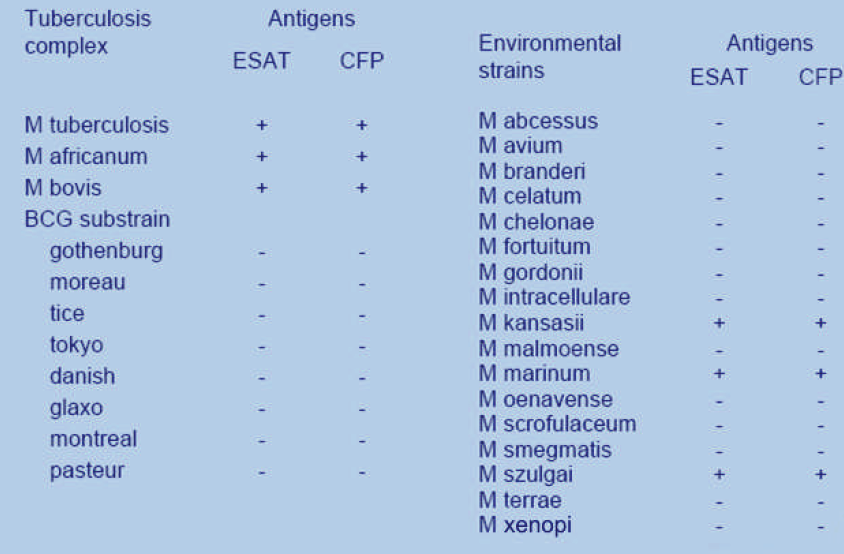 Tuberculosis Antigens
complex
ESAT CFP
M tuberculosis + +
M africanum + +
M bovis + +
BCG substrain
gothenburg - -
moreau - -
tice - -
tokyo - -
danish - -
glaxo - -
montreal - -
pasteur - -
Environmental Antigens
strains ESAT CFP
M abcessus - -
M avium - -
M branderi - -
M celatum - -
M chelonae - -
M fortuitum - -
M gordonii - -
M intracellulare - -
M kansasii + +
M malmoense - -
M marinum + +
M oenavense - -
M scrofulaceum - -
M smegmatis - -
M szulgai + +
M terrae - -
M xenopi - -